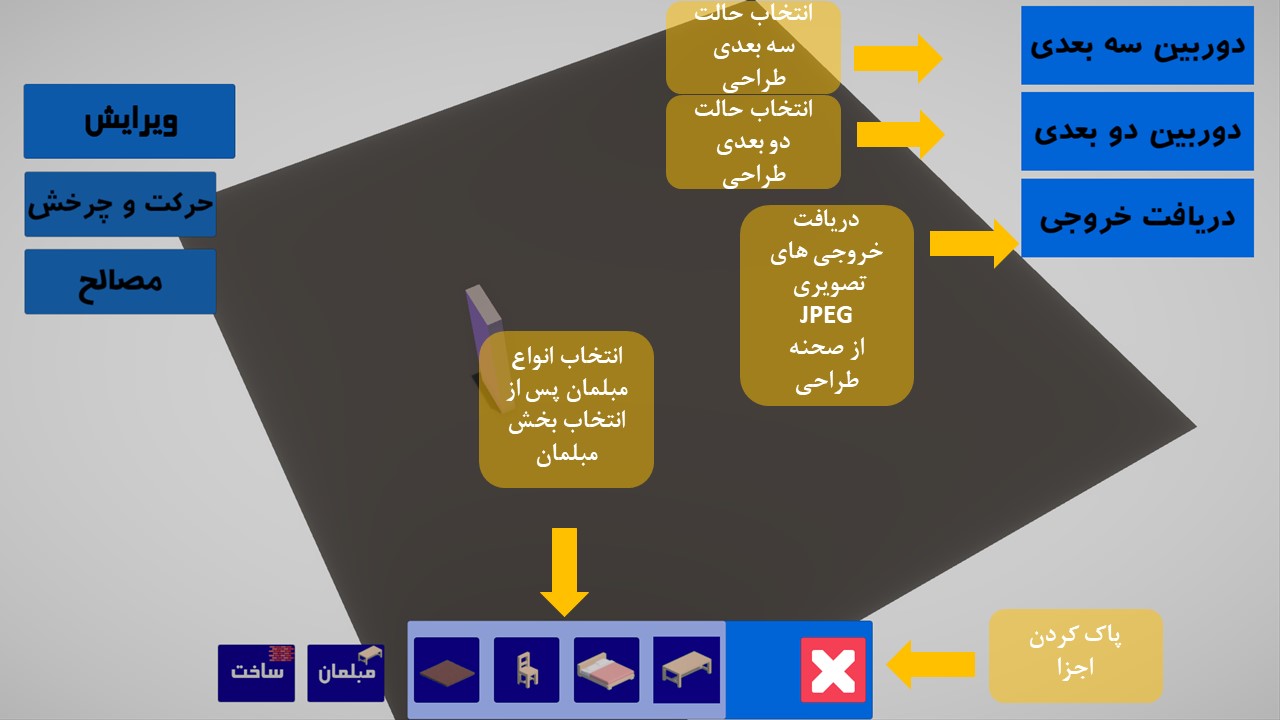 دوربین سه بعدی
دوربین دو بعدی
دریافت خروجی
انتخاب حالت
سه بعدی
طراحی
انتخاب حالت
دو بعدی
طراحی
دریافت
خروجی های
تصویری
JPEG
از صحنه
طراحی
ویرایش
حرکت و چرخش
مصالح
انتخاب انواع
مبلمان پس از
انتخاب بخش
مبلمان
پاک کردن
اجزا
مبلمان
ساخت